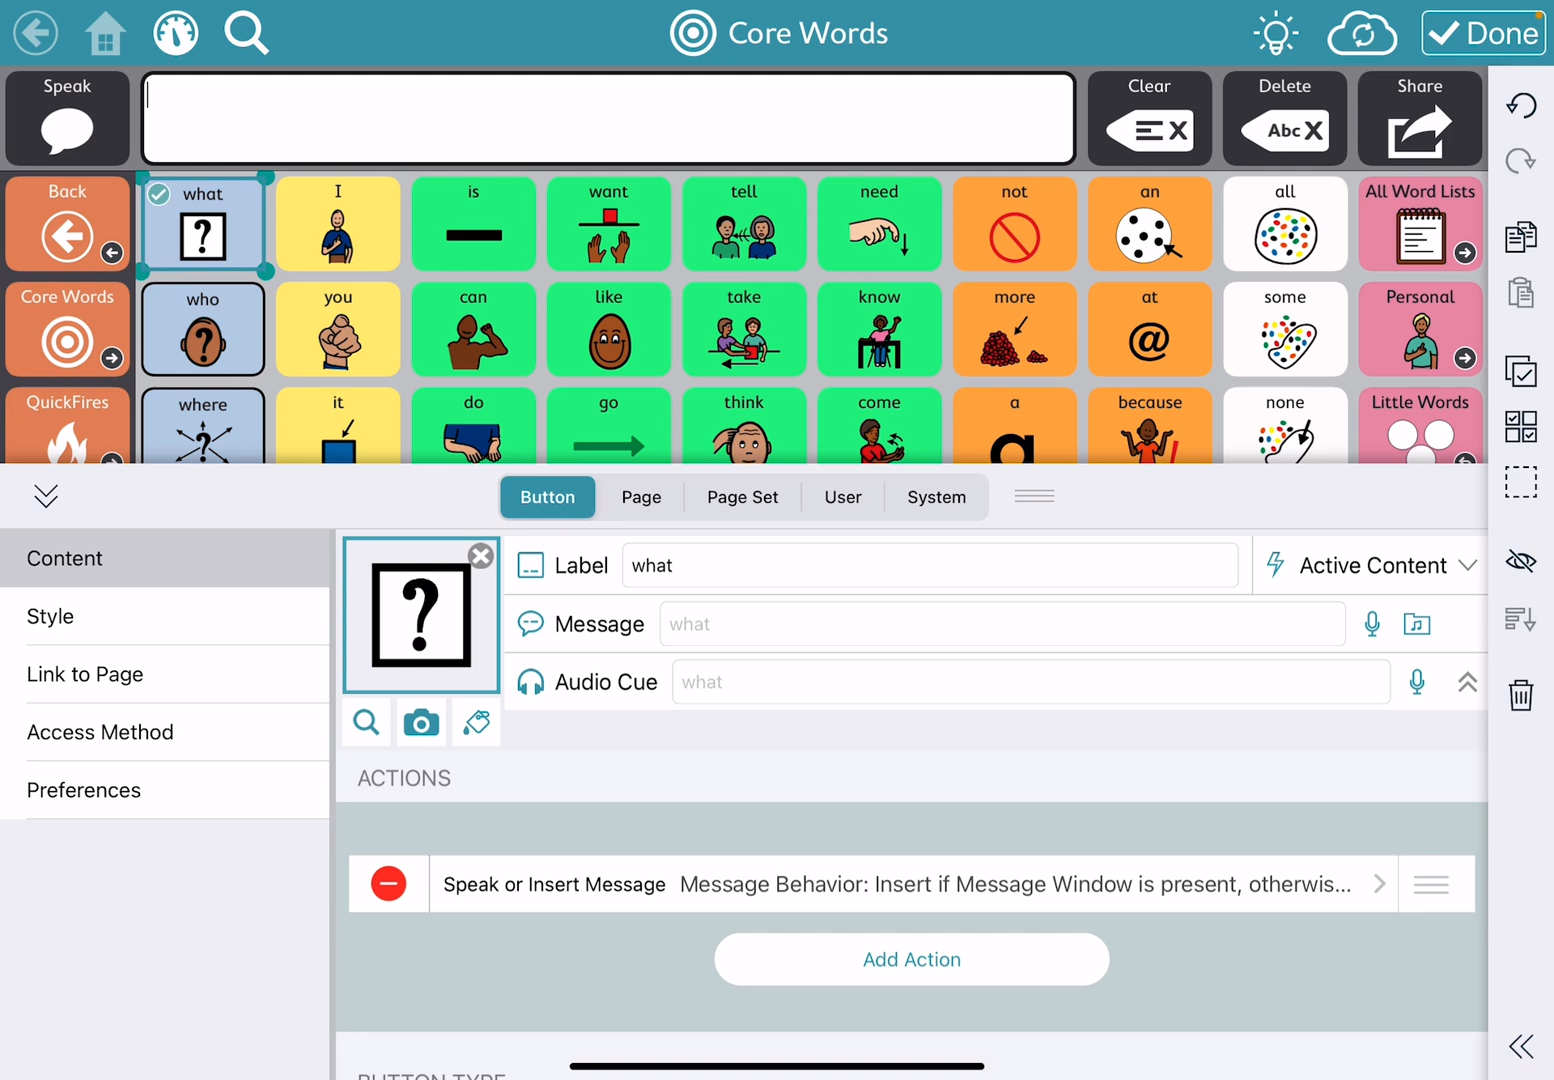 Core Words
Done
Speak
Clear
Delete
Abc X
Share
Back
what
?
I
is
want
tell
need
not
an
all
All Word Lists
Core Words
who
?
you
can
like
take
know
more
at
@
some
Personal
QuickFires
where
?
it
do
go
think
come
a
a
because
none
Little Words
Button
Page
Page Set
User
System
Content
Style
Link to Page
Access Method
Preferences
?
Label
what
Active Content
Message
what
Audio Cue
what
ACTIONS
Speak or Insert Message
Message Behavior: Insert if Message Window is present, otherwis...
Add Action
BUTTON TYPE